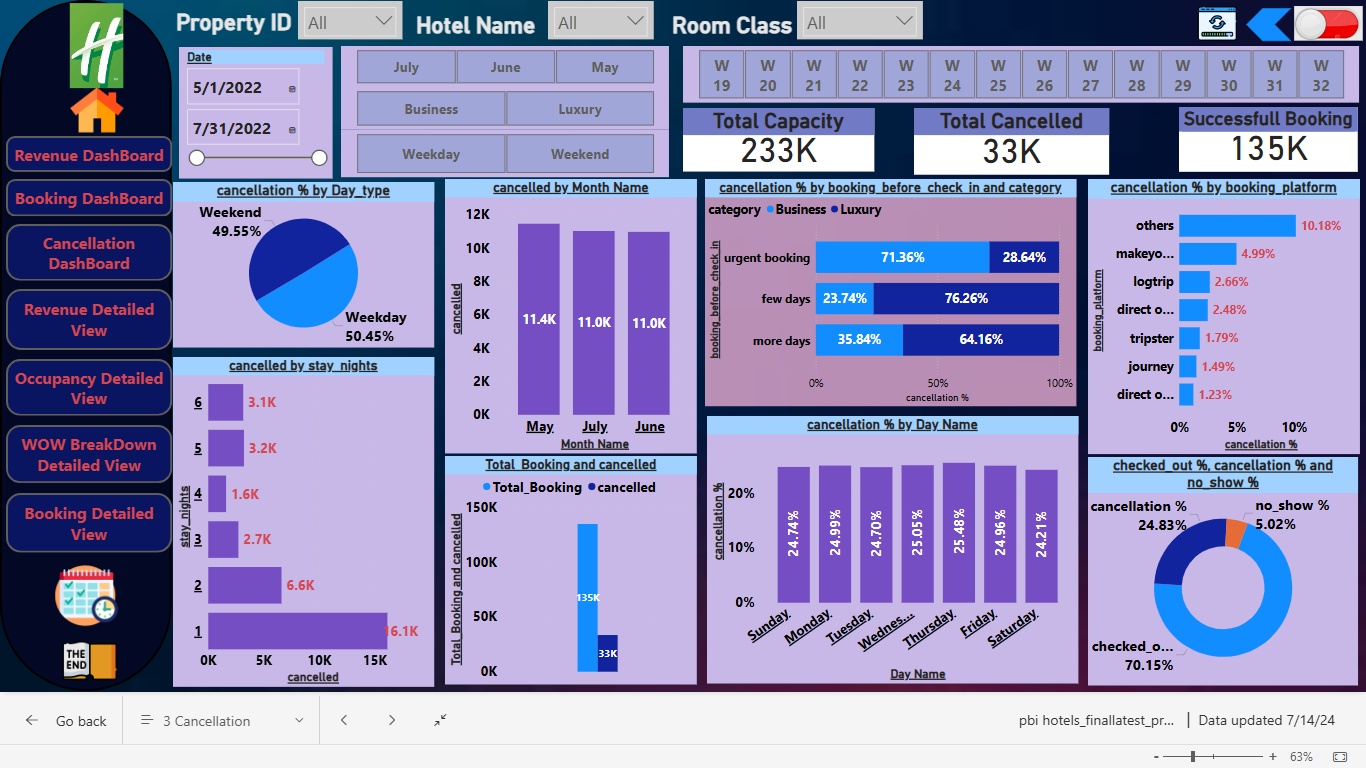 Property ID
All
Hotel Name
All
Room Class
All
Date
5/1/2022
7/31/2022
July
June
May
Business
Luxury
Weekday
Weekend
W 19
W 20
W 21
W 22
W 23
W 24
W 25
W 26
W 27
W 28
W 29
W 30
W 31
W 32
Total Capacity
233K
Total Cancelled
33K
Successfull Booking
135K
Revenue DashBoard
Booking DashBoard
Cancellation
DashBoard
Revenue Detailed
View
Occupancy Detailed
View
WOW BreakDown
Detailed View
Booking Detailed
View
THE
END
cancellation % by Day_type
Weekend
49.55%
Weekday
50.45%
cancelled by stay_nights
stay_nights
6
3.1K
5
3.2K
4
1.6K
3
2.7K
2
6.6K
1
16.1K
0K
5K
10K
15K
cancelled
cancelled by Month Name
cancelled
12K
10K
8K
6K
4K
2K
0K
11.4K
11.0K
11.0K
May
July
June
Month Name
Total_Booking and cancelled
Total_Booking
cancelled
Total_Booking and cancelled
150K
100K
50K
0K
135K
33K
cancellation % by booking_before_check_in and category
category
Business
Luxury
booking_before_check_in
urgent booking
71.36%
28.64%
few days
23.74%
76.26%
more days
35.84%
64.16%
0%
50%
100%
cancellation %
cancellation % by Day Name
cancellation %
20%
10%
0%
24.74%
24.99%
24.70%
25.05%
25.48%
24.96%
24.21%
Sunday
Monday
Tuesday
Wednes...
Thursday
Friday
Saturday
Day Name
cancellation % by booking_platform
booking_platform
others
10.18%
makeyo...
4.99%
logtrip
2.66%
direct o...
2.48%
tripster
1.79%
journey
1.49%
direct o...
1.23%
0%
5%
10%
cancellation %
checked_out %, cancellation % and
no_show %
cancellation %
24.83%
no_show %
5.02%
checked_o...
70.15%
Go back
3 Cancellation
pbi hotels_finallatest_pr...
| Data updated 7/14/24
-
+
63%